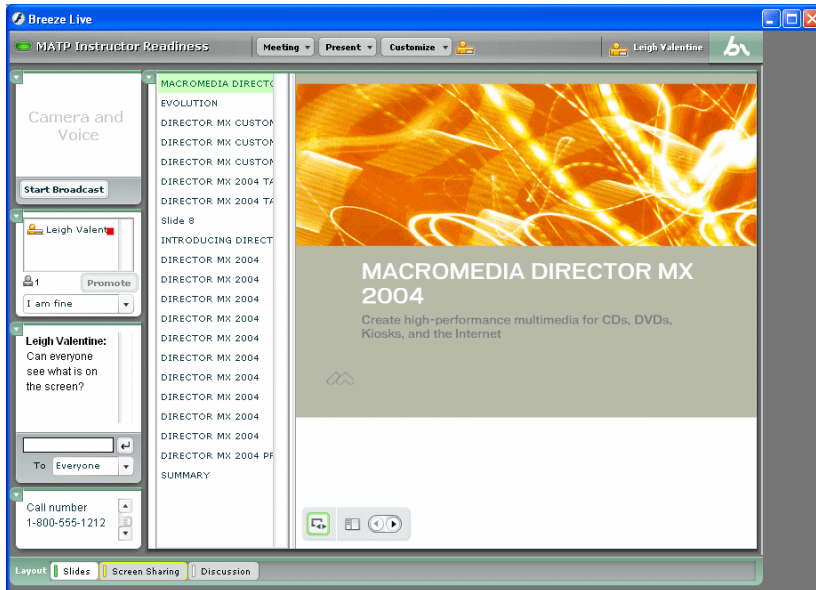 Breeze Live
MATP Instructor Readiness
Meeting
Present
Customize
Leigh Valentine
Camera and
Voice
Start Broadcast
Leigh Valent
1
Promote
I am fine
Leigh Valentine:
Can everyone
see what is on
the screen?
To Everyone
Call number
1-800-555-1212
MACROMEDIA DIRECTO
EVOLUTION
DIRECTOR MX CUSTOM
DIRECTOR MX CUSTOM
DIRECTOR MX CUSTOM
DIRECTOR MX 2004 TA
DIRECTOR MX 2004 TA
Slide 8
INTRODUCING DIRECT
DIRECTOR MX 2004
DIRECTOR MX 2004
DIRECTOR MX 2004
DIRECTOR MX 2004
DIRECTOR MX 2004
DIRECTOR MX 2004
DIRECTOR MX 2004
DIRECTOR MX 2004
DIRECTOR MX 2004
DIRECTOR MX 2004
DIRECTOR MX 2004 PR
SUMMARY
MACROMEDIA DIRECTOR MX
2004
Create high-performance multimedia for CDs, DVDs,
Kiosks, and the Internet
Layout Slides Screen Sharing Discussion